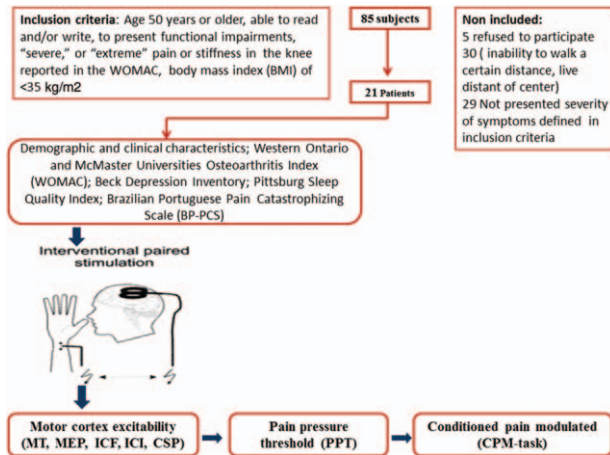 Inclusion criteria: Age 50 years or older, able to read
and/or write, to present functional impairments,
“severe,” or “extreme” pain or stiffness in the knee
reported in the WOMAC, body mass index (BMI) of
<35 kg/m2
85 subjects
21 Patients
Non included:
5 refused to participate
30 ( inability to walk a
certain distance, live
distant of center)
29 Not presented severity
of symptoms defined in
inclusion criteria
Demographic and clinical characteristics; Western Ontario
and McMaster Universities Osteoarthritis Index
(WOMAC); Beck Depression Inventory; Pittsburg Sleep
Quality Index; Brazilian Portuguese Pain Catastrophizing
Scale (BP-PCS)
Interventional paired
stimulation
Motor cortex excitability
(MT, MEP, ICF, ICI, CSP)
Pain pressure
threshold (PPT)
Conditioned pain modulated
(CPM-task)